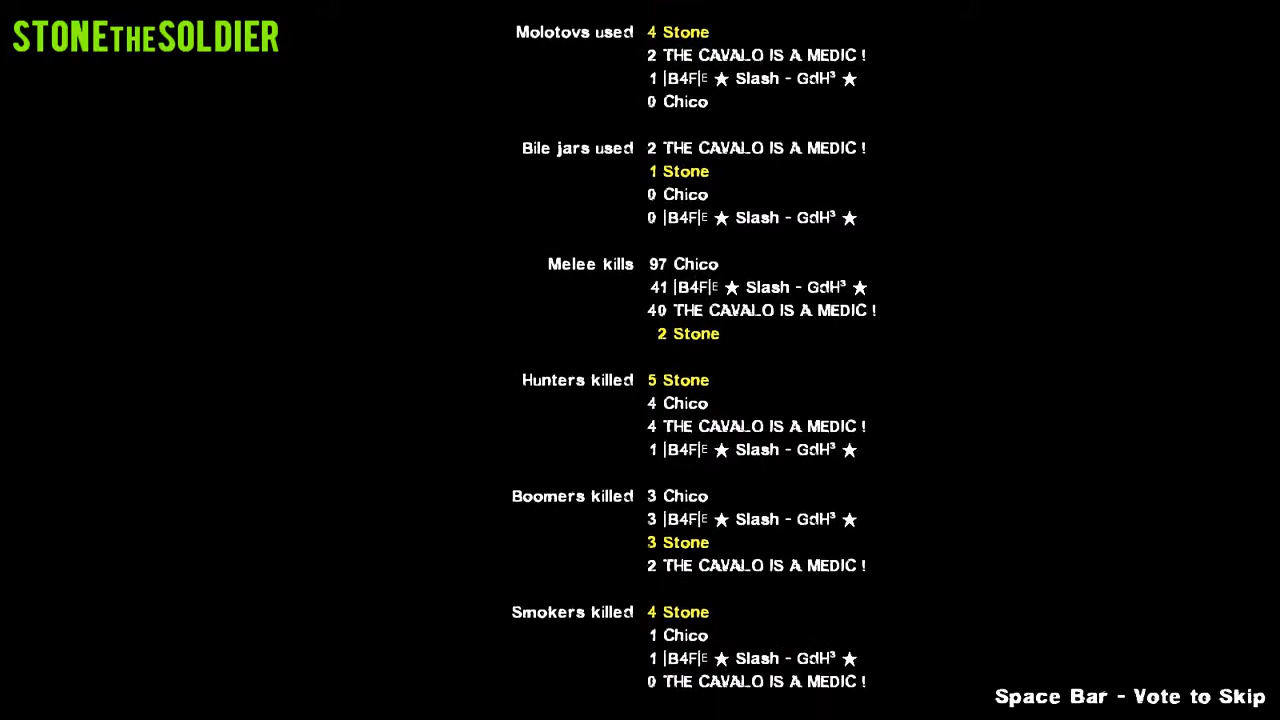 STONETHESOLDIER
Molotovs used 4 Stone
2 THE CAVALO IS A MEDIC !
1 |B4F|ᴱ ★ Slash - GdH³ ★
0 Chico
Bile jars used 2 THE CAVALO IS A MEDIC !
1 Stone
0 Chico
0 |B4F|ᴱ ★ Slash - GdH³ ★
Melee kills 97 Chico
41 |B4F|ᴱ ★ Slash - GdH³ ★
40 THE CAVALO IS A MEDIC !
2 Stone
Hunters killed 5 Stone
4 Chico
4 THE CAVALO IS A MEDIC !
1 |B4F|ᴱ ★ Slash - GdH³ ★
Boomers killed 3 Chico
3 |B4F|ᴱ ★ Slash - GdH³ ★
3 Stone
2 THE CAVALO IS A MEDIC !
Smokers killed 4 Stone
1 Chico
1 |B4F|ᴱ ★ Slash - GdH³ ★
0 THE CAVALO IS A MEDIC !
Space Bar - Vote to Skip